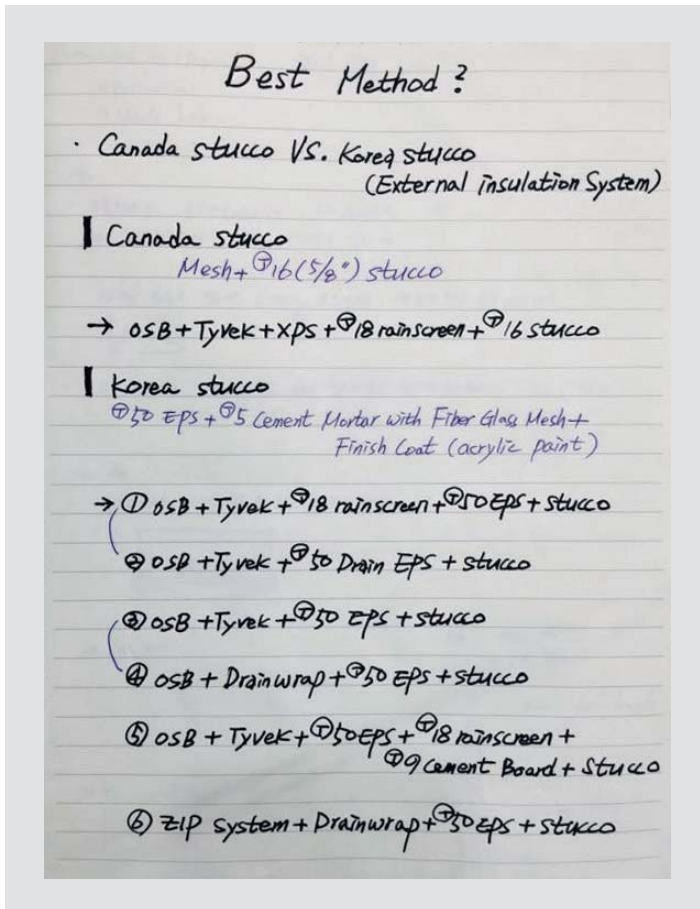 Best Method?
· Canada stucco VS. Korea stucco
(External insulation System)
Canada stucco
Mesh+ Ⓣ16(5/8") stucco
→ OSB+Tyvek+XPS+Ⓣ18 rainscreen+Ⓣ16 stucco
Korea stucco
Ⓣ50 EPS+Ⓣ5 Cement Mortar with Fiber Glass Mesh+
Finish Coat (acrylic paint)
→ ① OSB+Tyvek+Ⓣ18 rainscreen+Ⓣ50 EPS+stucco
② OSB+Tyvek+Ⓣ50 Drain EPS+stucco
③ OSB+Tyvek+Ⓣ50 EPS+stucco
④ OSB+Drainwrap+Ⓣ50 EPS+stucco
⑤ OSB+Tyvek+Ⓣ50 EPS+Ⓣ18 rainscreen+
Ⓣ9 Cement Board+Stucco
⑥ ZIP System+Drainwrap+Ⓣ50 EPS+stucco